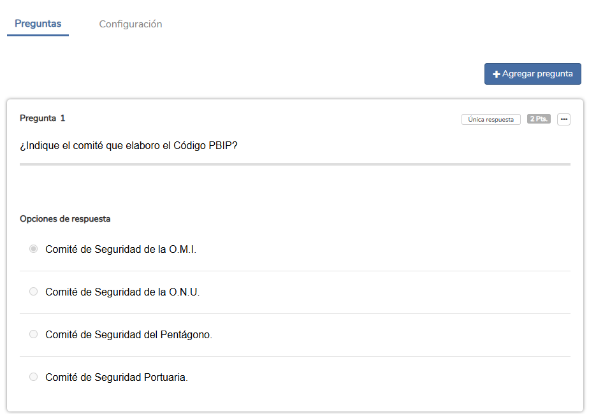 Preguntas Configuración
+ Agregar pregunta
Pregunta 1 Única respuesta 2 Pts. ...
¿Indique el comité que elaboro el Código PBIP?
Opciones de respuesta
Comité de Seguridad de la O.M.I.
Comité de Seguridad de la O.N.U.
Comité de Seguridad del Pentágono.
Comité de Seguridad Portuaria.